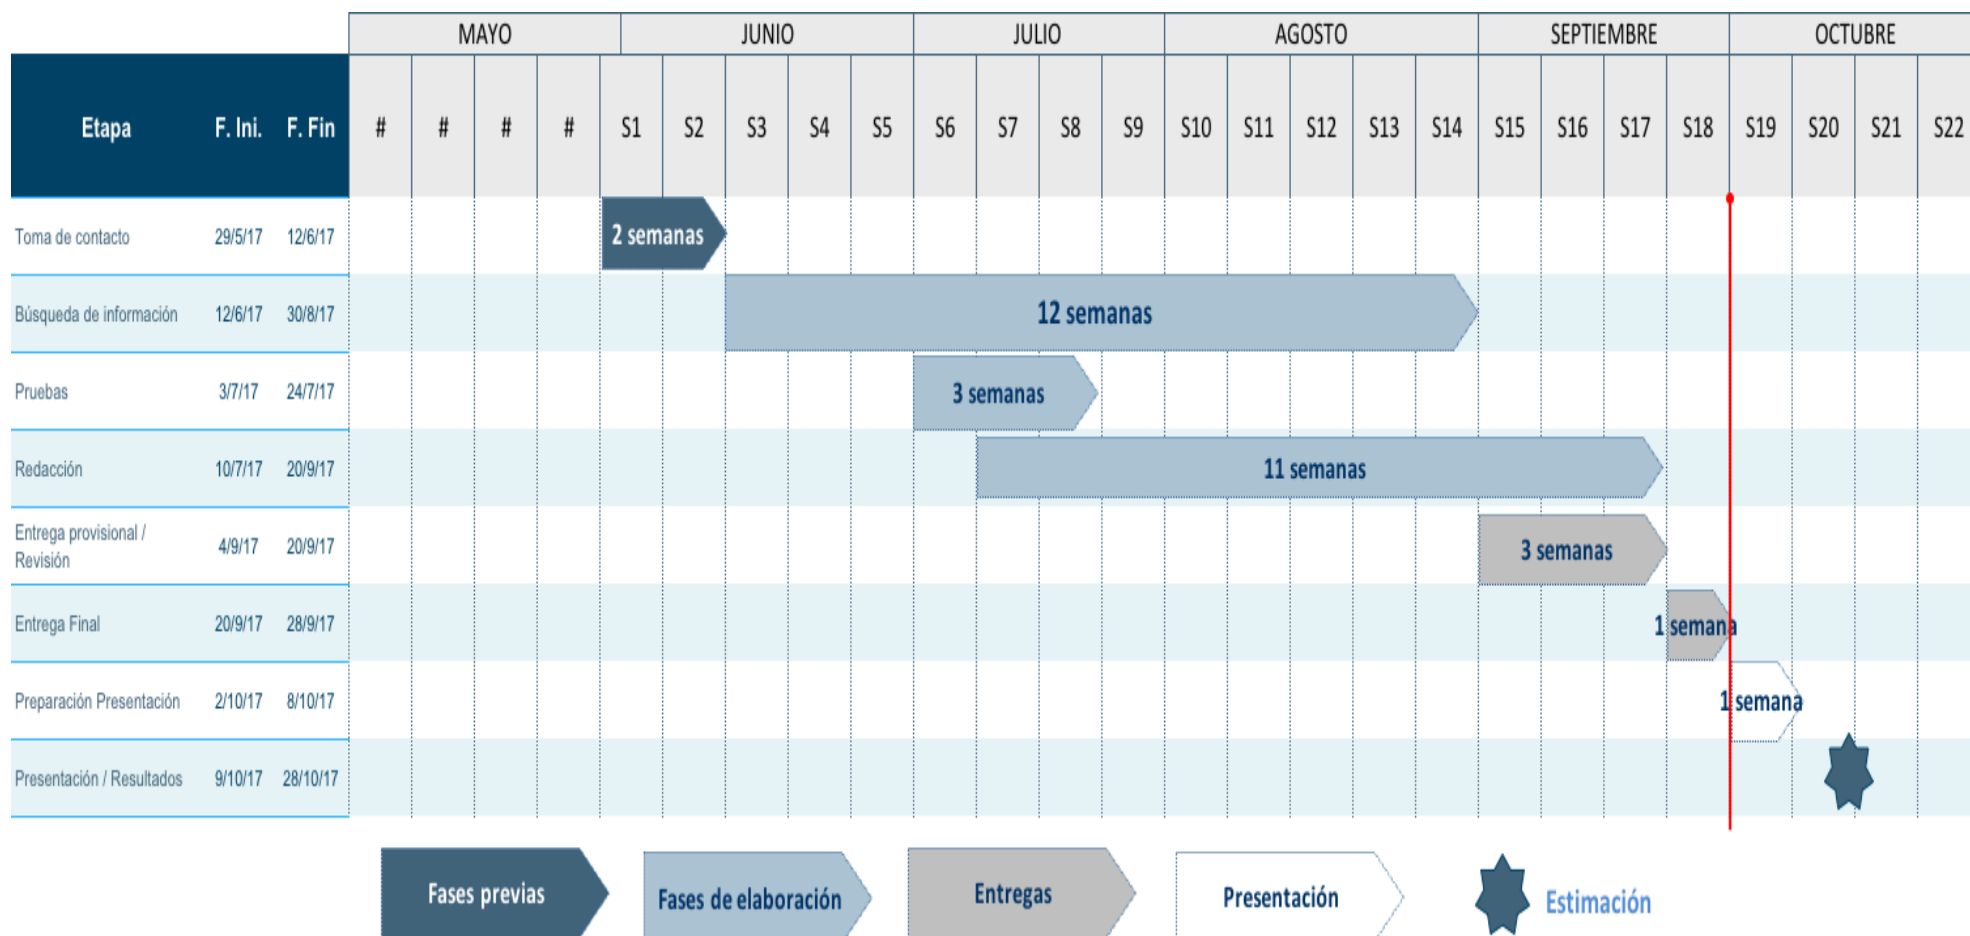 MAYO JUNIO JULIO AGOSTO SEPTIEMBRE OCTUBRE
Etapa F. Ini. F. Fin # # # # S1 S2 S3 S4 S5 S6 S7 S8 S9 S10 S11 S12 S13 S14 S15 S16 S17 S18 S19 S20 S21 S22
Toma de contacto 29/5/17 12/6/17 2 semanas
Búsqueda de información 12/6/17 30/8/17 12 semanas
Pruebas 3/7/17 24/7/17 3 semanas
Redacción 10/7/17 20/9/17 11 semanas
Entrega provisional /
Revisión 4/9/17 20/9/17 3 semanas
Entrega Final 20/9/17 28/9/17 1 semana
Preparación Presentación 2/10/17 8/10/17 1 semana
Presentación / Resultados 9/10/17 28/10/17
Fases previas Fases de elaboración Entregas Presentación Estimación